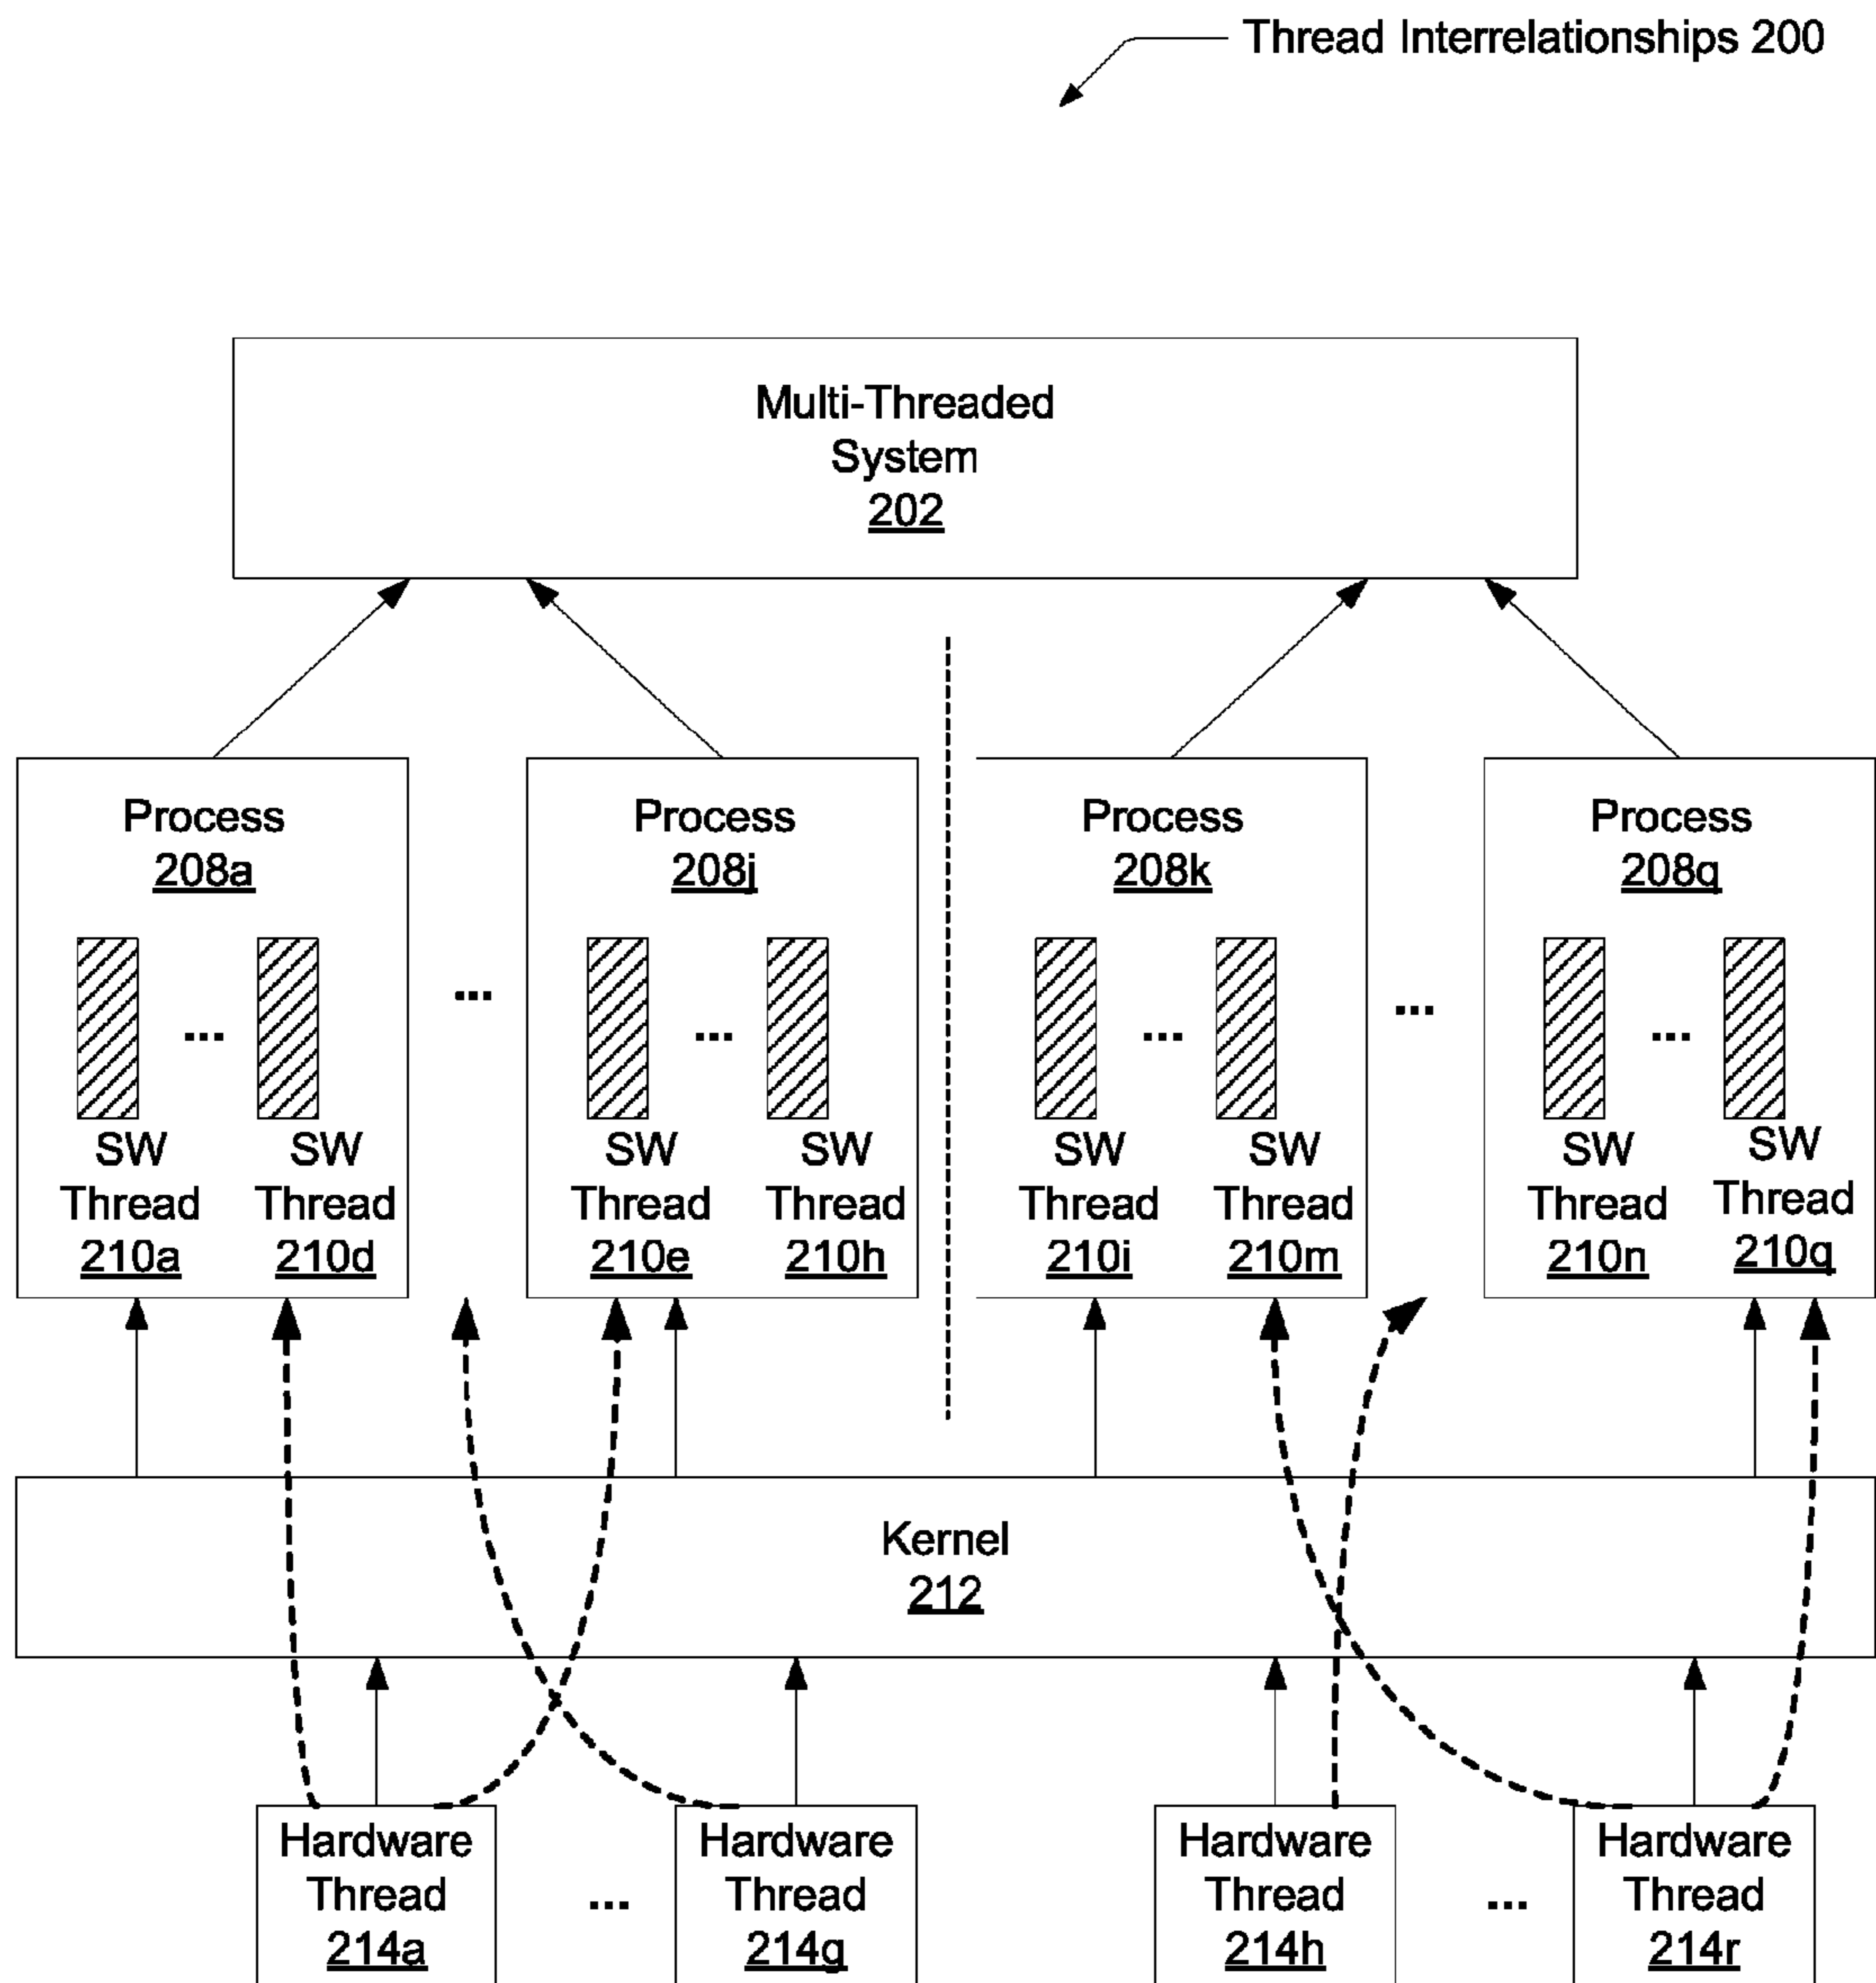 Thread Interrelationships 200
Multi-Threaded
System
202
Process
208a
Process
208j
Process
208k
Process
208q
...
...
...
...
...
...
SW
Thread
210a
SW
Thread
210d
SW
Thread
210e
SW
Thread
210h
SW
Thread
210i
SW
Thread
210m
SW
Thread
210n
SW
Thread
210q
Kernel
212
Hardware
Thread
214a
...
Hardware
Thread
214g
Hardware
Thread
214h
...
Hardware
Thread
214r